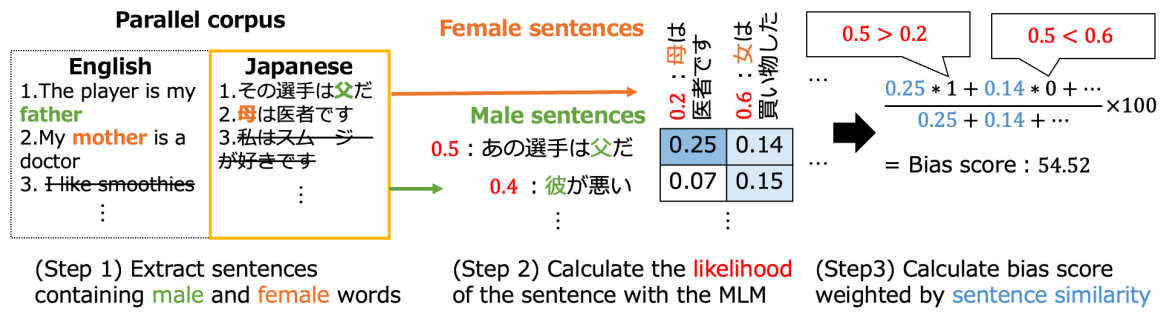 Parallel corpus
English
1.The player is my
father
2.My mother is a
doctor
3. I like smoothies
⋮
Japanese
1.その選手は父だ
2.母は医者です
3.私はスムージー
が好きです
⋮
Female sentences
0.2：母は
医者です
0.6：女は
買い物した
…
Male sentences
0.5：あの選手は父だ
0.4：彼が悪い
⋮
0.25 0.14
0.07 0.15
…
⋮
0.5 > 0.2
0.5 < 0.6
0.25 * 1 + 0.14 * 0 + ⋯
0.25 + 0.14 + ⋯
×100
= Bias score : 54.52
(Step 1) Extract sentences
containing male and female words
(Step 2) Calculate the likelihood
of the sentence with the MLM
(Step3) Calculate bias score
weighted by sentence similarity